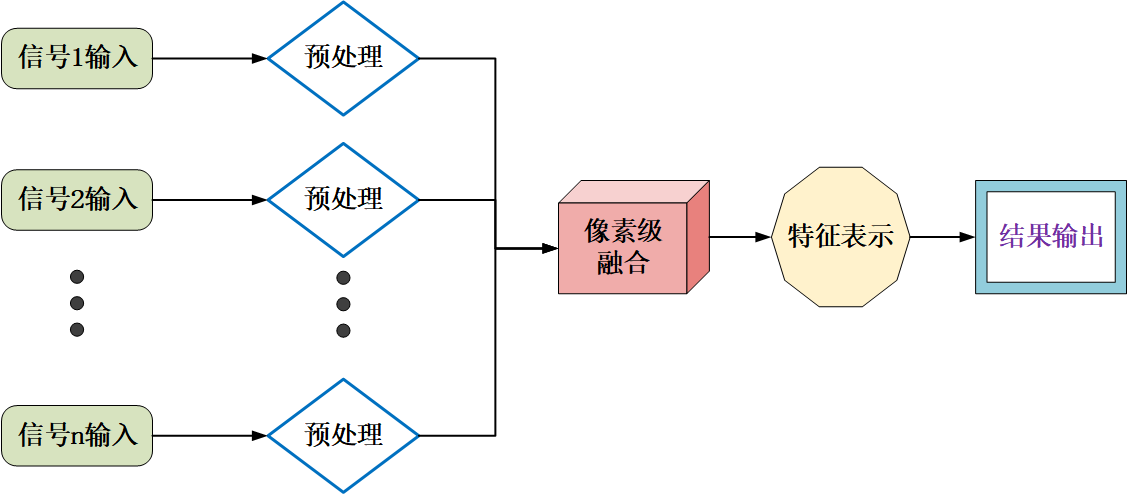 信号1输入
预处理
信号2输入
预处理
像素级
融合
特征表示
结果输出
信号n输入
预处理